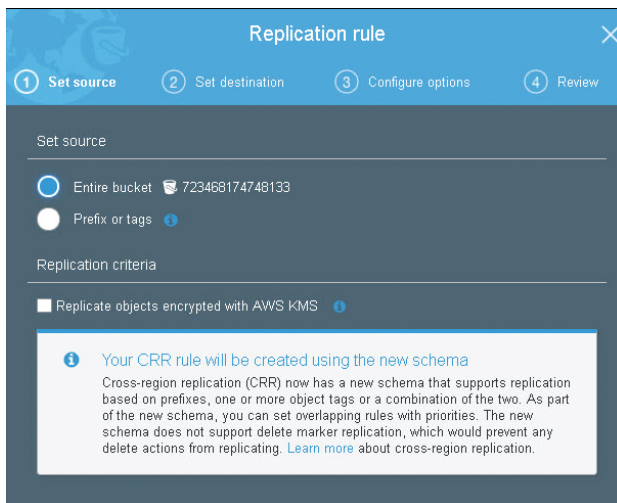 Replication rule
1 Set source 2 Set destination 3 Configure options 4 Review
Set source
Entire bucket 723468174748133
Prefix or tags
Replication criteria
Replicate objects encrypted with AWS KMS
Your CRR rule will be created using the new schema
Cross-region replication (CRR) now has a new schema that supports replication
based on prefixes, one or more object tags or a combination of the two. As part
of the new schema, you can set overlapping rules with priorities. The new
schema does not support delete marker replication, which would prevent any
delete actions from replicating. Learn more about cross-region replication.